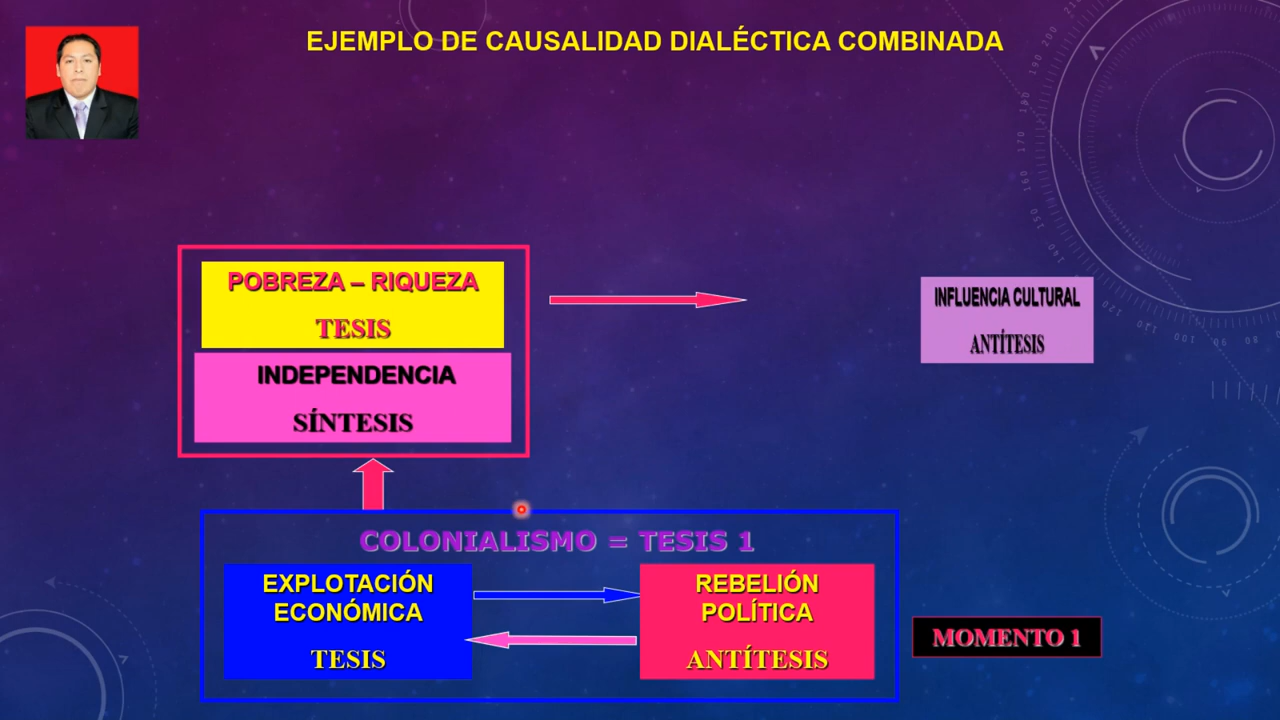 EJEMPLO DE CAUSALIDAD DIALÉCTICA COMBINADA
POBREZA – RIQUEZA
TESIS
INDEPENDENCIA
SÍNTESIS
INFLUENCIA CULTURAL
ANTÍTESIS
COLONIALISMO = TESIS 1
EXPLOTACIÓN
ECONÓMICA
TESIS
REBELIÓN
POLÍTICA
ANTÍTESIS
MOMENTO 1